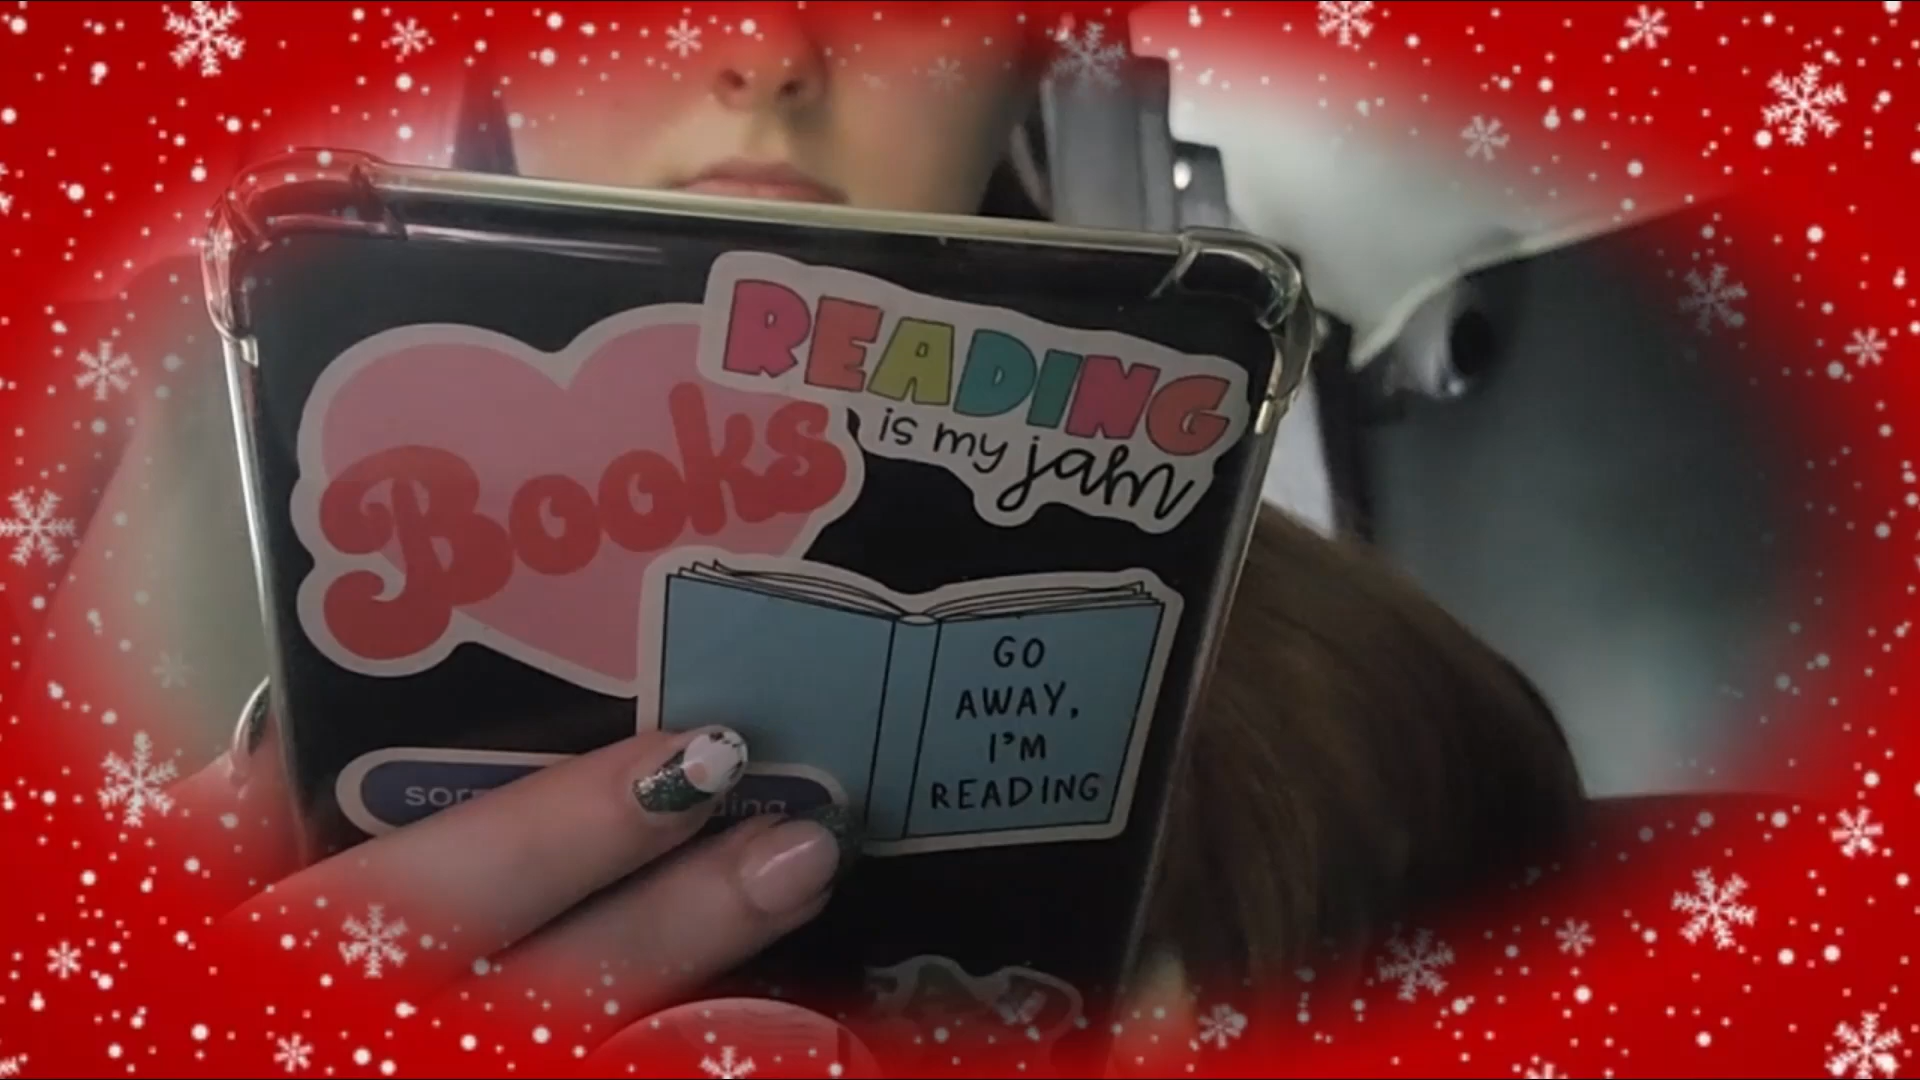 READING
is my jam
Books
GO
AWAY,
I'M
READING